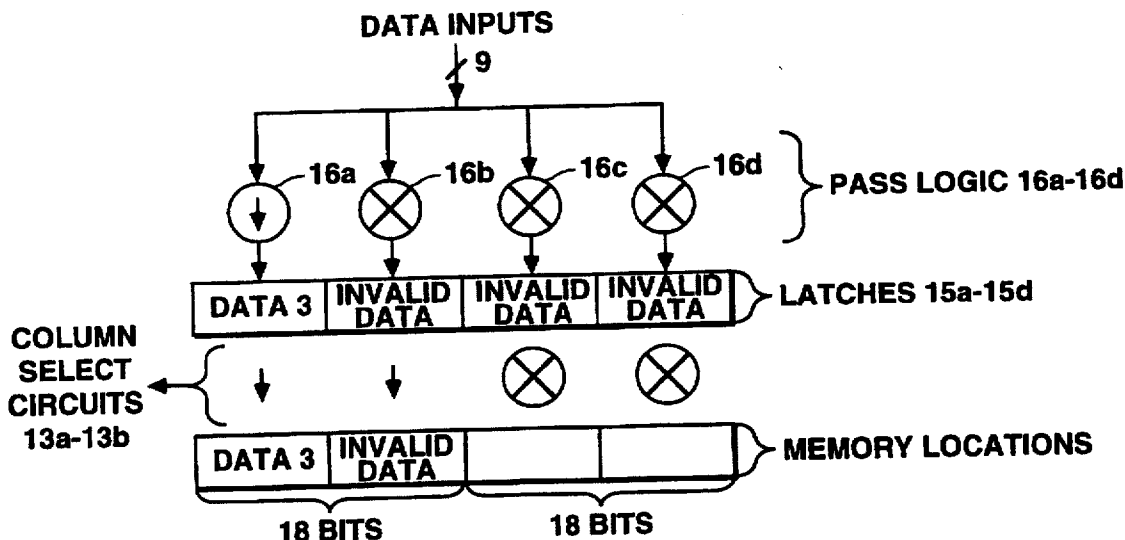 DATA INPUTS
9
16a
16b
16c
16d
PASS LOGIC 16a-16d
DATA 3
INVALID
DATA
INVALID
DATA
INVALID
DATA
LATCHES 15a-15d
COLUMN
SELECT
CIRCUITS
13a-13b
DATA 3
INVALID
DATA
MEMORY LOCATIONS
18 BITS
18 BITS